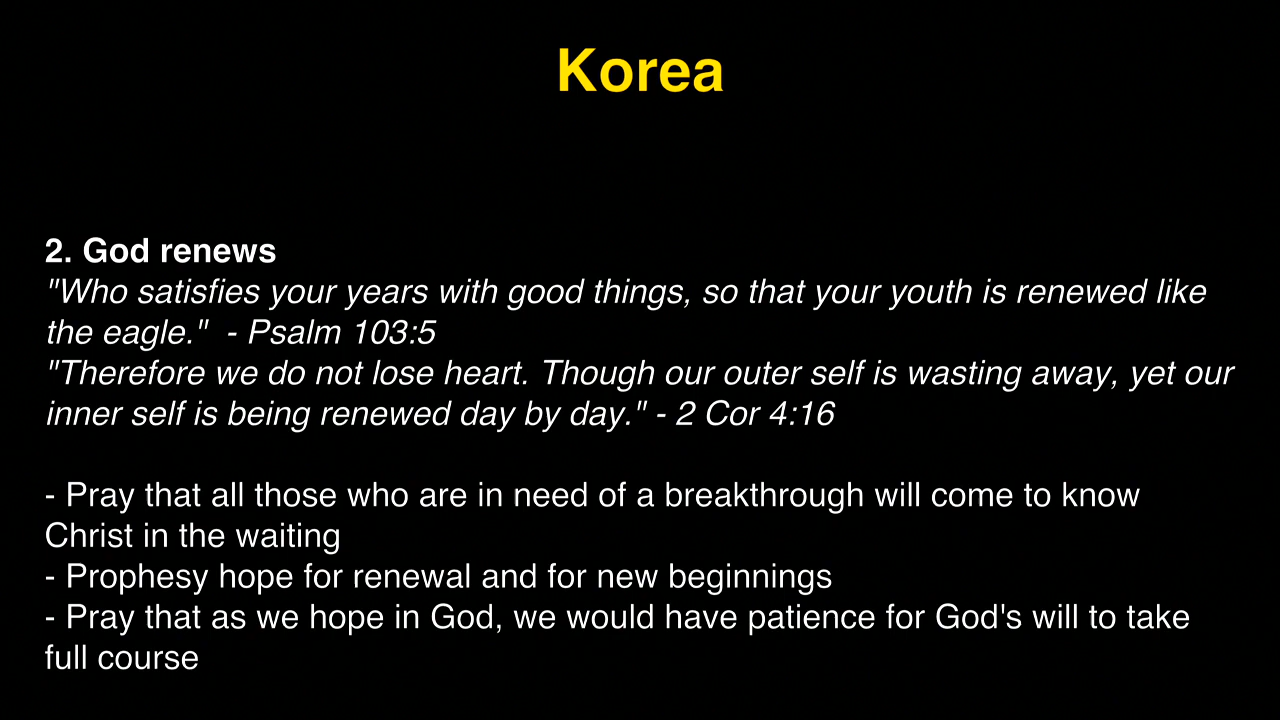 Korea
2. God renews
"Who satisfies your years with good things, so that your youth is renewed like
the eagle."  - Psalm 103:5
"Therefore we do not lose heart. Though our outer self is wasting away, yet our
inner self is being renewed day by day." - 2 Cor 4:16
- Pray that all those who are in need of a breakthrough will come to know
Christ in the waiting
- Prophesy hope for renewal and for new beginnings
- Pray that as we hope in God, we would have patience for God's will to take
full course